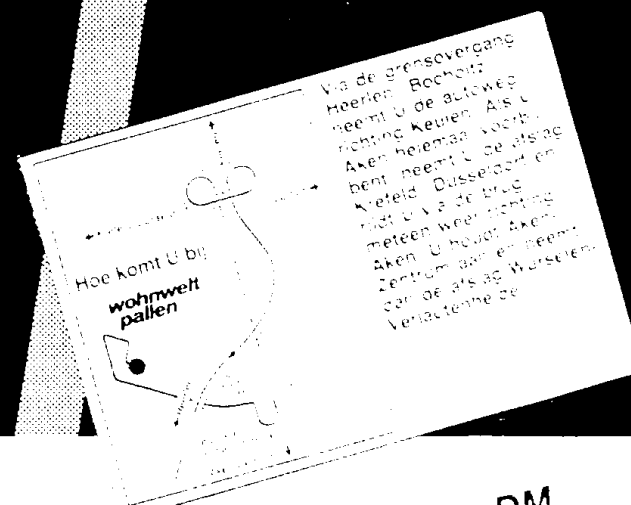 Via de grensovergang
Heerlen Bocholtz
neemt U de autoweg
richting Keulen. Als U
Aken helemaal voorbij
bent neemt U de afslag
Krefeld Dusseldorf en
rijdt U via de brug
meteen weer richting
Aken. U houdt Aken-
Zentrum aan en neemt
dan de afslag Würselen,
Verlautenheide
Hoe komt U bij
wohnwelt
pallen
DM